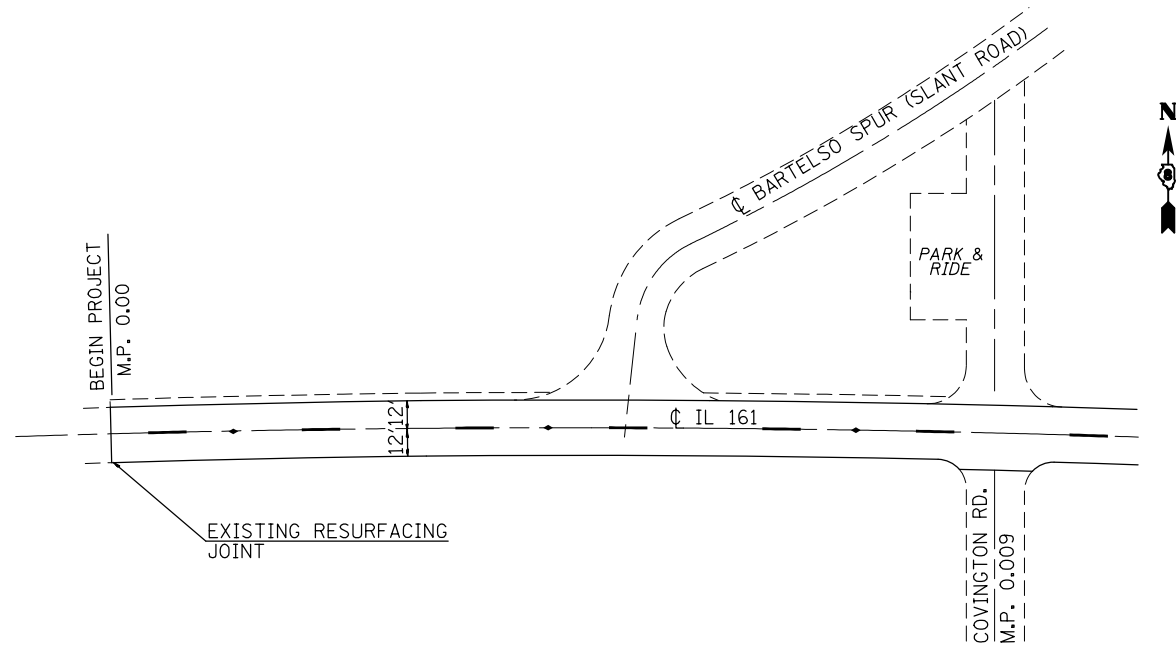 ℄ BARTELSO SPUR (SLANT ROAD)
N
PARK &
RIDE
BEGIN PROJECT
M.P. 0.00
12'
12'
℄ IL 161
EXISTING RESURFACING
JOINT
COVINGTON RD.
M.P. 0.009